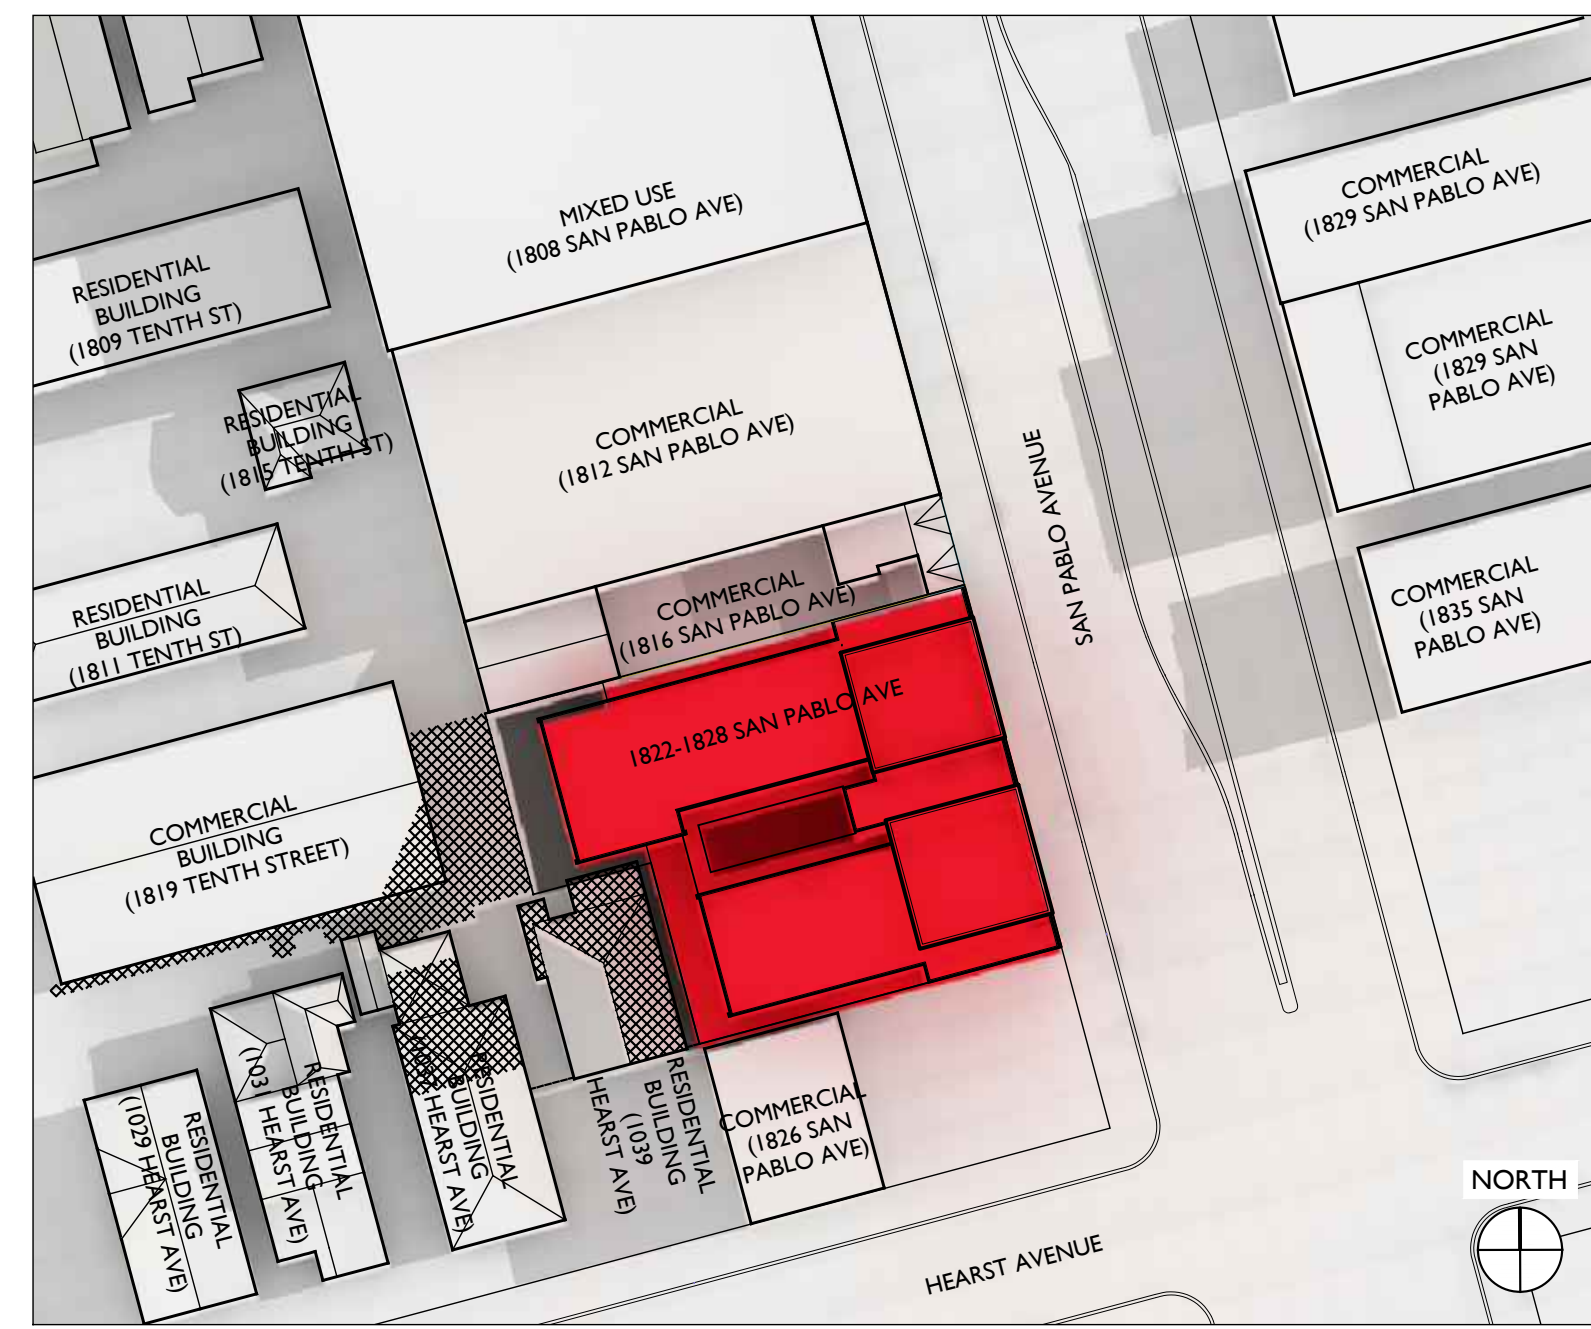 MIXED USE
(1808 SAN PABLO AVE)
COMMERCIAL
(1829 SAN PABLO AVE)
RESIDENTIAL
BUILDING
(1809 TENTH ST)
COMMERCIAL
(1829 SAN
PABLO AVE)
RESIDENTIAL
BUILDING
(1815 TENTH ST)
COMMERCIAL
(1812 SAN PABLO AVE)
SAN PABLO AVENUE
COMMERCIAL
(1816 SAN PABLO AVE)
COMMERCIAL
(1835 SAN
PABLO AVE)
RESIDENTIAL
BUILDING
(1811 TENTH ST)
1822-1828 SAN PABLO AVE
COMMERCIAL
BUILDING
(1819 TENTH STREET)
RESIDENTIAL
BUILDING
(1029 HEARST AVE)
RESIDENTIAL
BUILDING
(1031 HEARST AVE)
RESIDENTIAL
BUILDING
HEARST AVE)
RESIDENTIAL
BUILDING
(1039
HEARST AVE)
COMMERCIAL
(1826 SAN
PABLO AVE)
HEARST AVENUE
NORTH